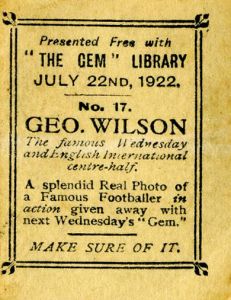 Presented Free with
"THE GEM" LIBRARY
JULY 22ND, 1922.
No. 17.
GEO. WILSON
The famous Wednesday
and English International
centre-half.
A splendid Real Photo of
a Famous Footballer in
action given away with
next Wednesday's "Gem."
MAKE SURE OF IT.